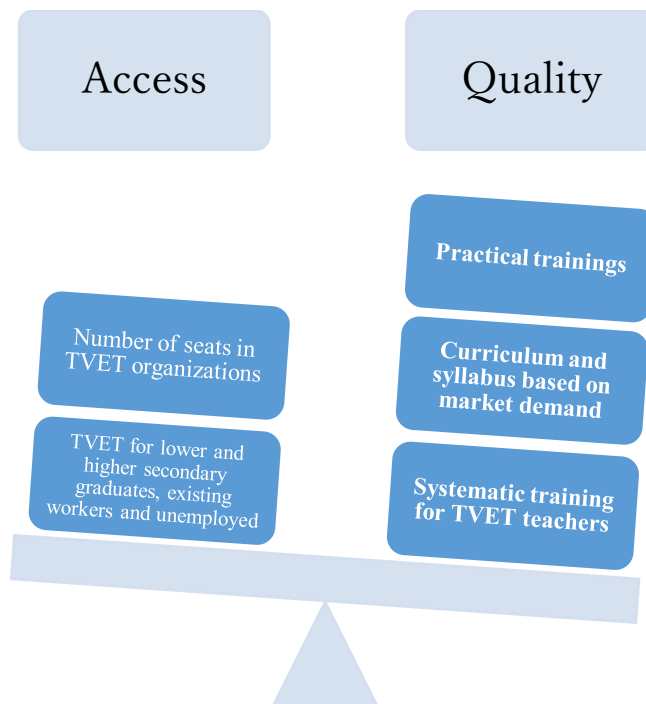 Access
Quality
Number of seats in
TVET organizations
TVET for lower and
higher secondary
graduates, existing
workers and unemployed
Practical trainings
Curriculum and
syllabus based on
market demand
Systematic training
for TVET teachers